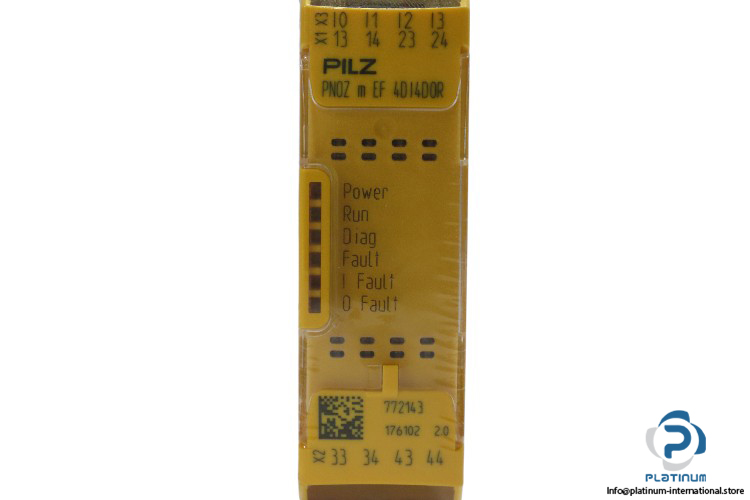 X3 I0 I1 I2 I3
X1 13 14 23 24
PILZ
PNOZ m EF 4DI4DOR
Power
Run
Diag
Fault
I Fault
O Fault
772143
176102 2.0
X2 33 34 43 44
PLATINUM
Info@platinum-international.store